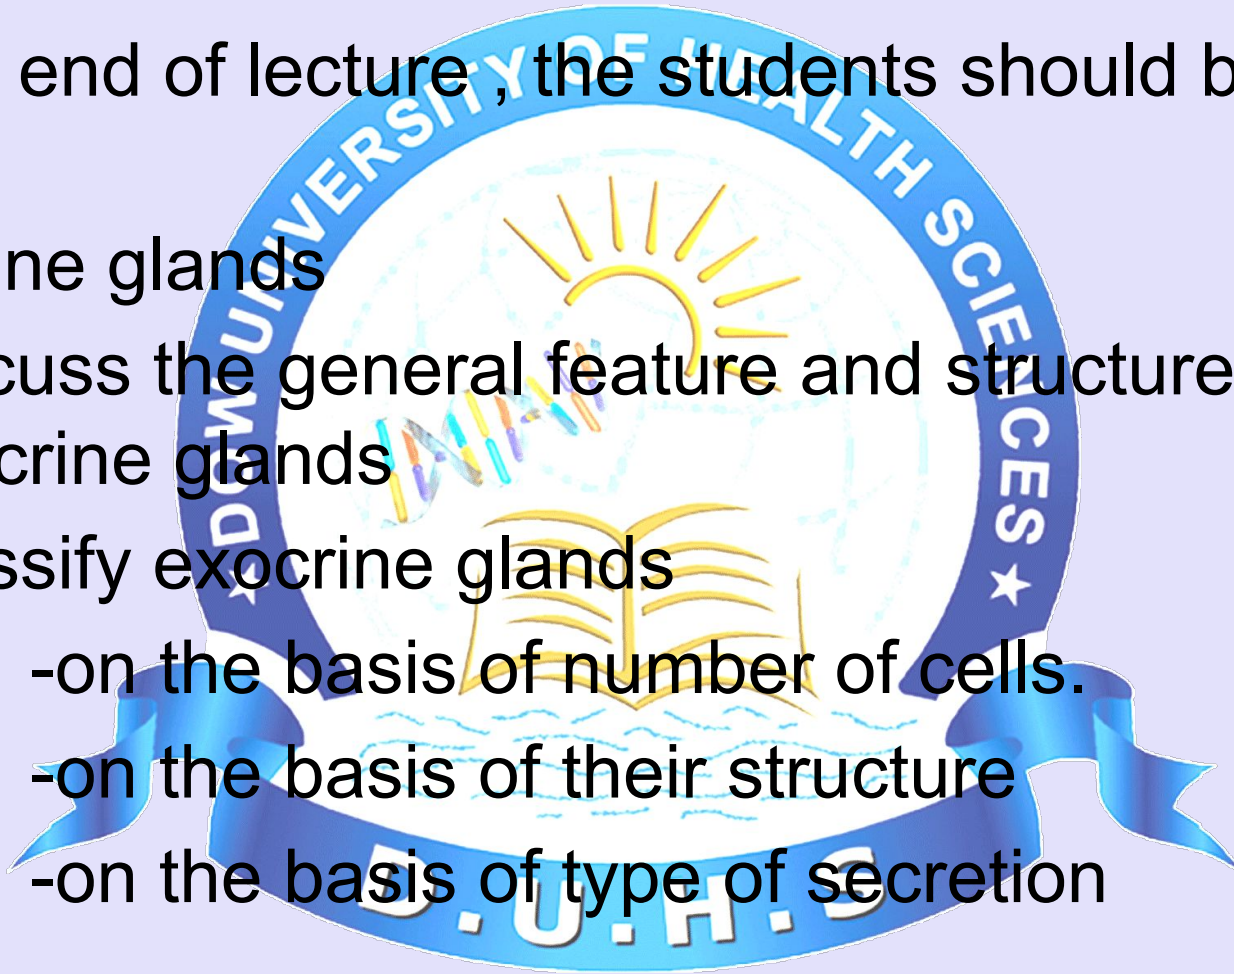 end of lecture , the students should b
ne glands
cuss the general feature and structure
crine glands
ssify exocrine glands
-on the basis of number of cells.
-on the basis of their structure
-on the basis of type of secretion
★ DOW UNIVERSITY OF HEALTH SCIENCES ★
DNA
D.U.H.S